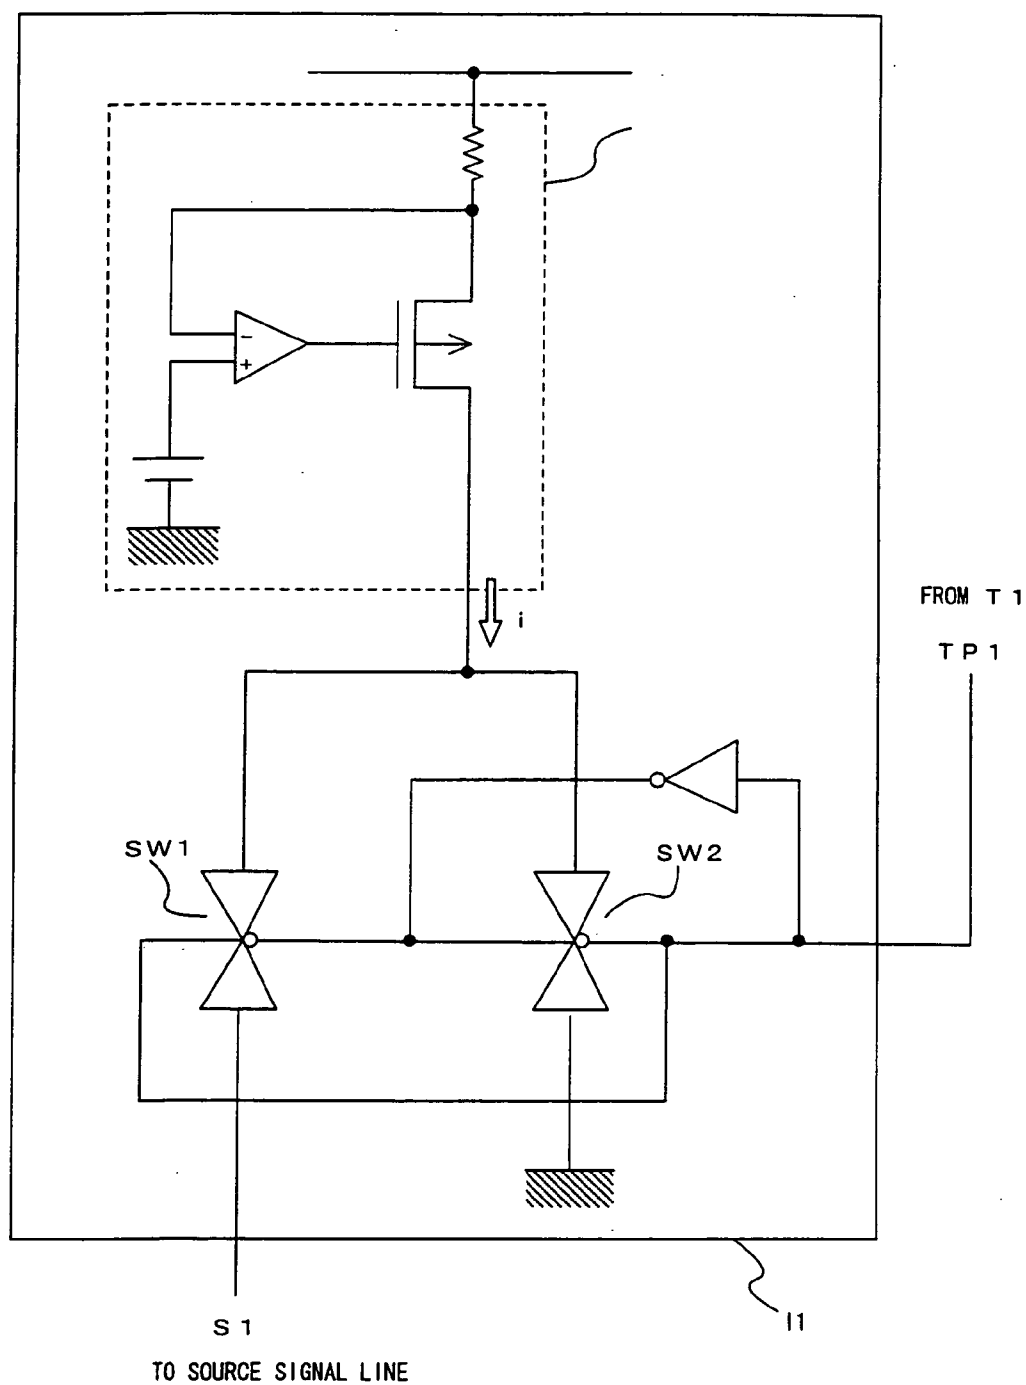 -
+
i
FROM T1
TP1
SW1
SW2
S1
TO SOURCE SIGNAL LINE
I1